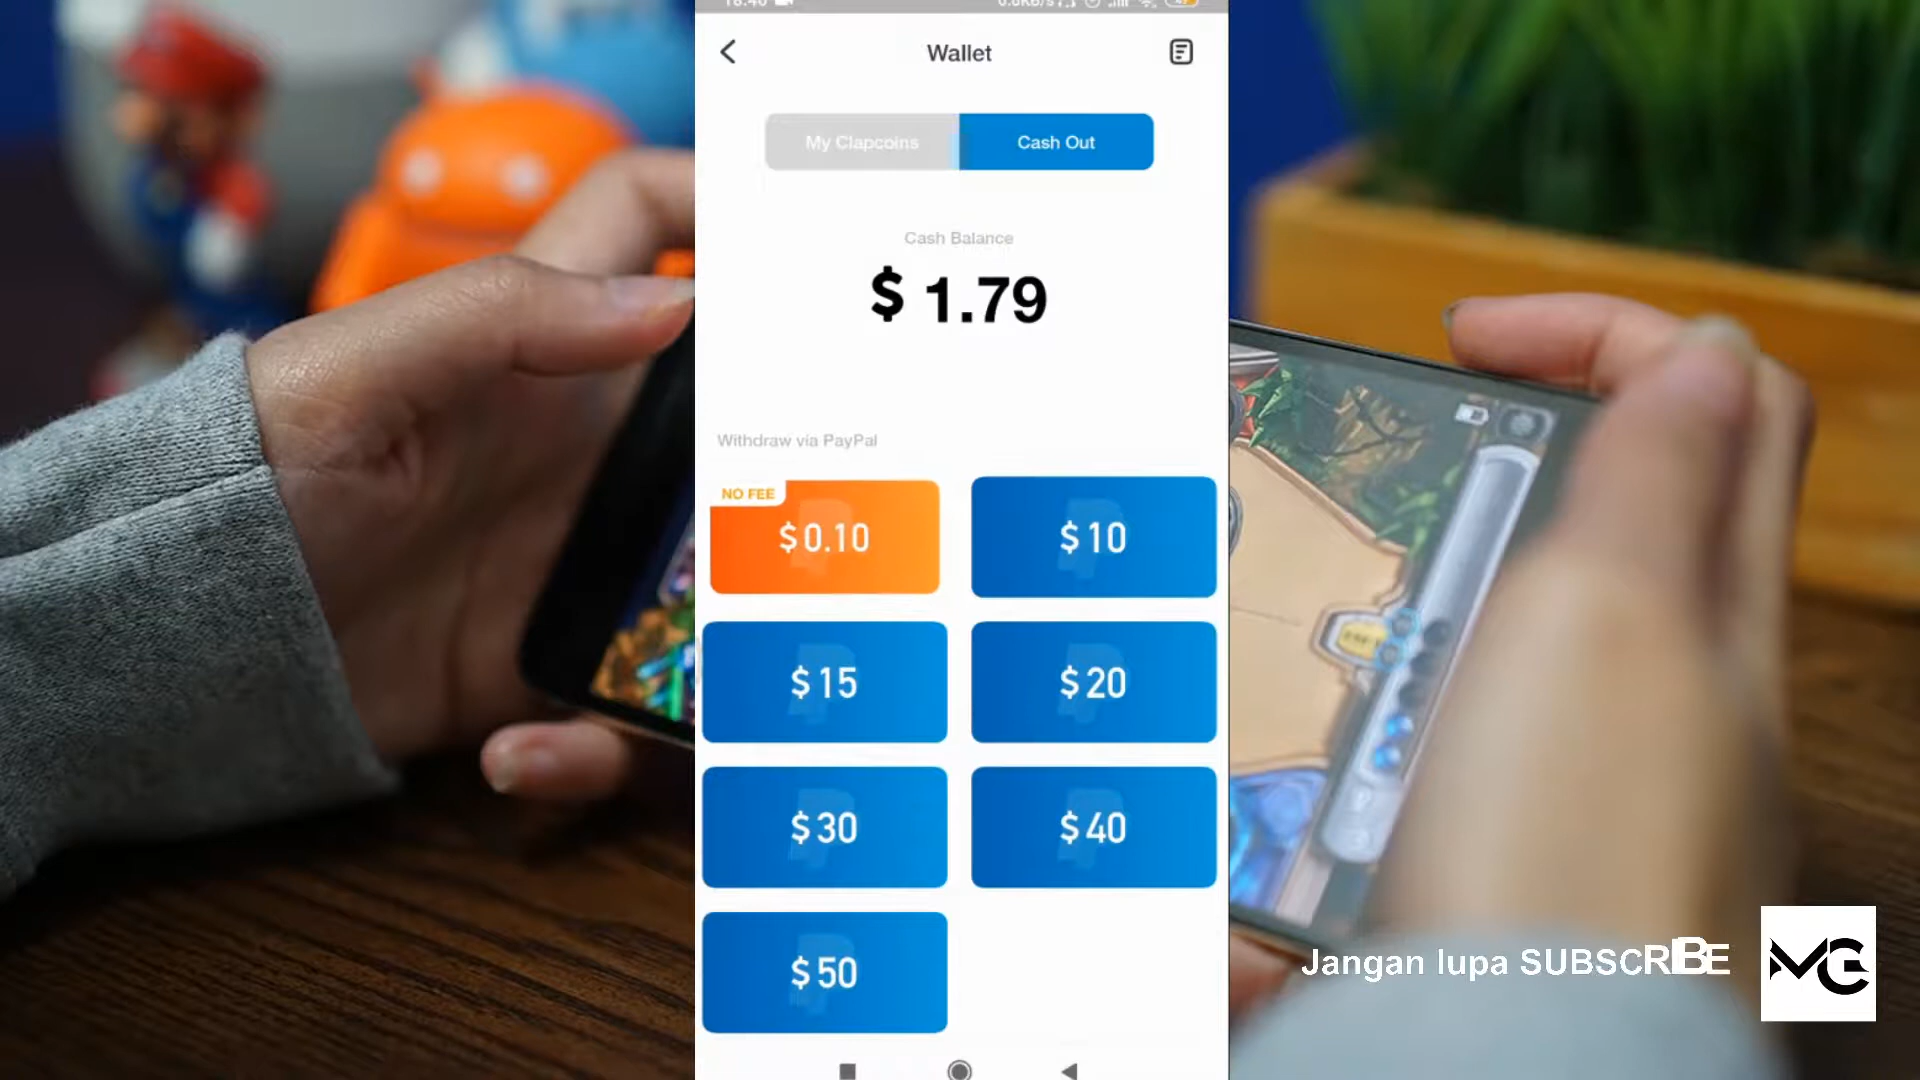 Wallet
My Clapcoins
Cash Out
Cash Balance
$ 1.79
Withdraw via PayPal
NO FEE
$0.10
$10
$15
$20
$30
$40
$50
Jangan lupa SUBSCRIBE
MG